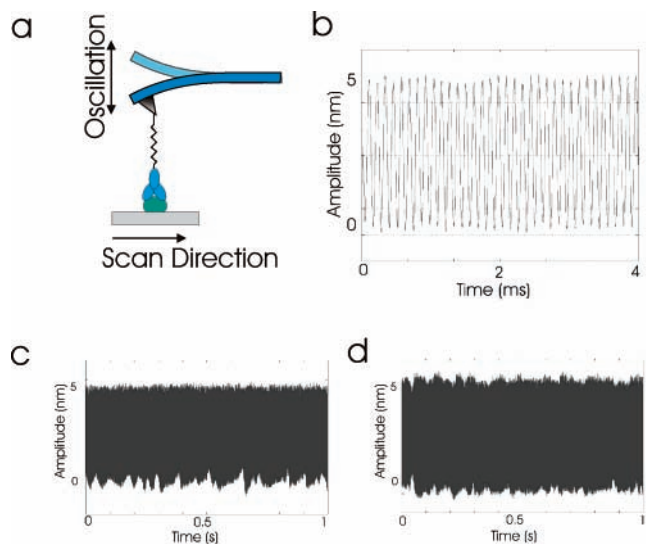 a
Oscillation
Scan Direction
b
Amplitude (nm)
5
0
0
2
4
Time (ms)
c
Amplitude (nm)
5
0
0
0.5
1
Time (s)
d
Amplitude (nm)
5
0
0
0.5
1
Time (s)